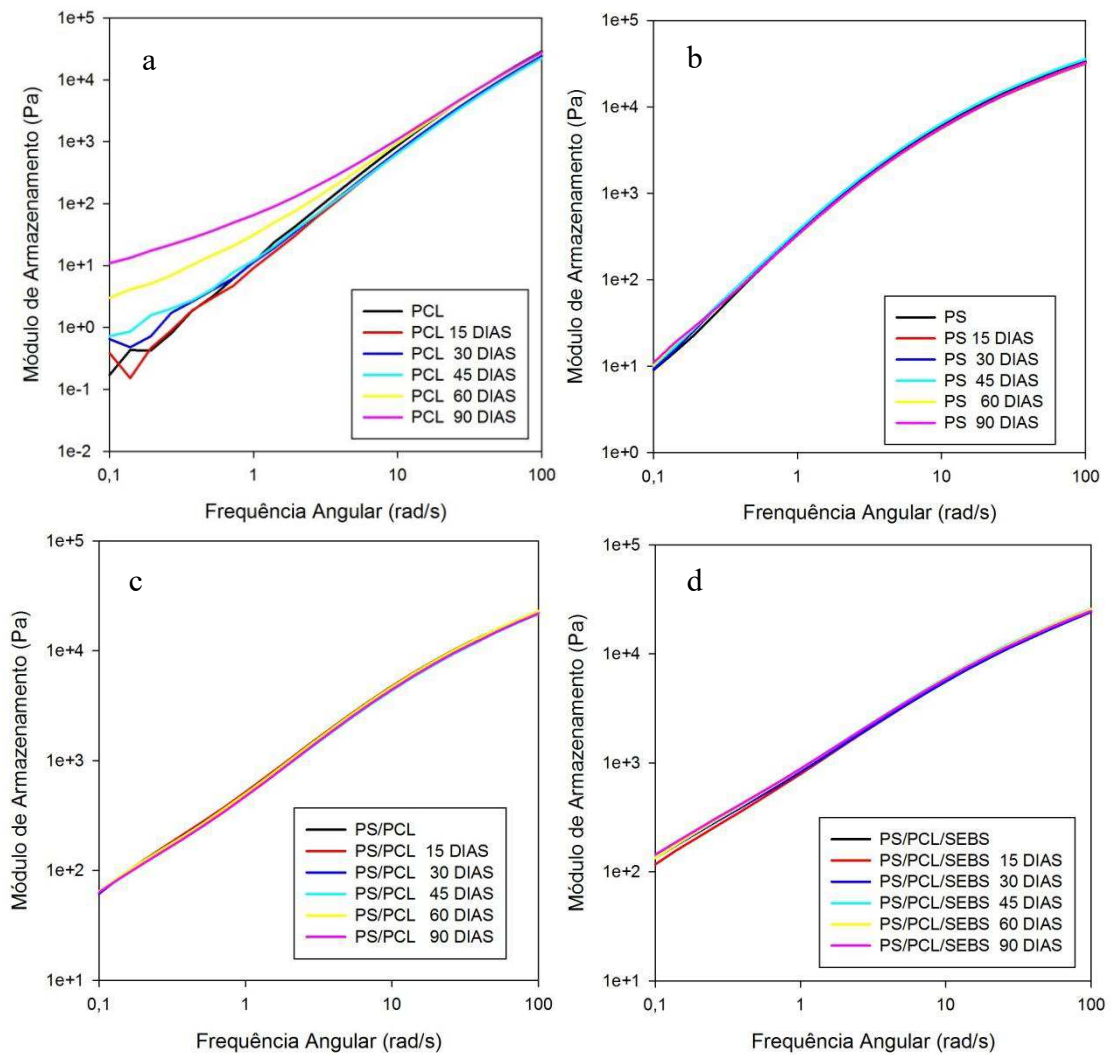 a
Módulo de Armazenamento (Pa)
1e+5
1e+4
1e+3
1e+2
1e+1
1e+0
1e-1
1e-2
PCL
PCL 15 DIAS
PCL 30 DIAS
PCL 45 DIAS
PCL 60 DIAS
PCL 90 DIAS
0,1 1 10 100
Frequência Angular (rad/s)
b
Módulo de Armazenamento (Pa)
1e+5
1e+4
1e+3
1e+2
1e+1
1e+0
PS
PS 15 DIAS
PS 30 DIAS
PS 45 DIAS
PS 60 DIAS
PS 90 DIAS
0,1 1 10 100
Frenquência Angular (rad/s)
c
Módulo de Armazenamento (Pa)
1e+5
1e+4
1e+3
1e+2
1e+1
PS/PCL
PS/PCL 15 DIAS
PS/PCL 30 DIAS
PS/PCL 45 DIAS
PS/PCL 60 DIAS
PS/PCL 90 DIAS
0,1 1 10 100
Frequência Angular (rad/s)
d
Módulo de Armazenamento (Pa)
1e+5
1e+4
1e+3
1e+2
1e+1
PS/PCL/SEBS
PS/PCL/SEBS 15 DIAS
PS/PCL/SEBS 30 DIAS
PS/PCL/SEBS 45 DIAS
PS/PCL/SEBS 60 DIAS
PS/PCL/SEBS 90 DIAS
0,1 1 10 100
Frequência Angular (rad/s)